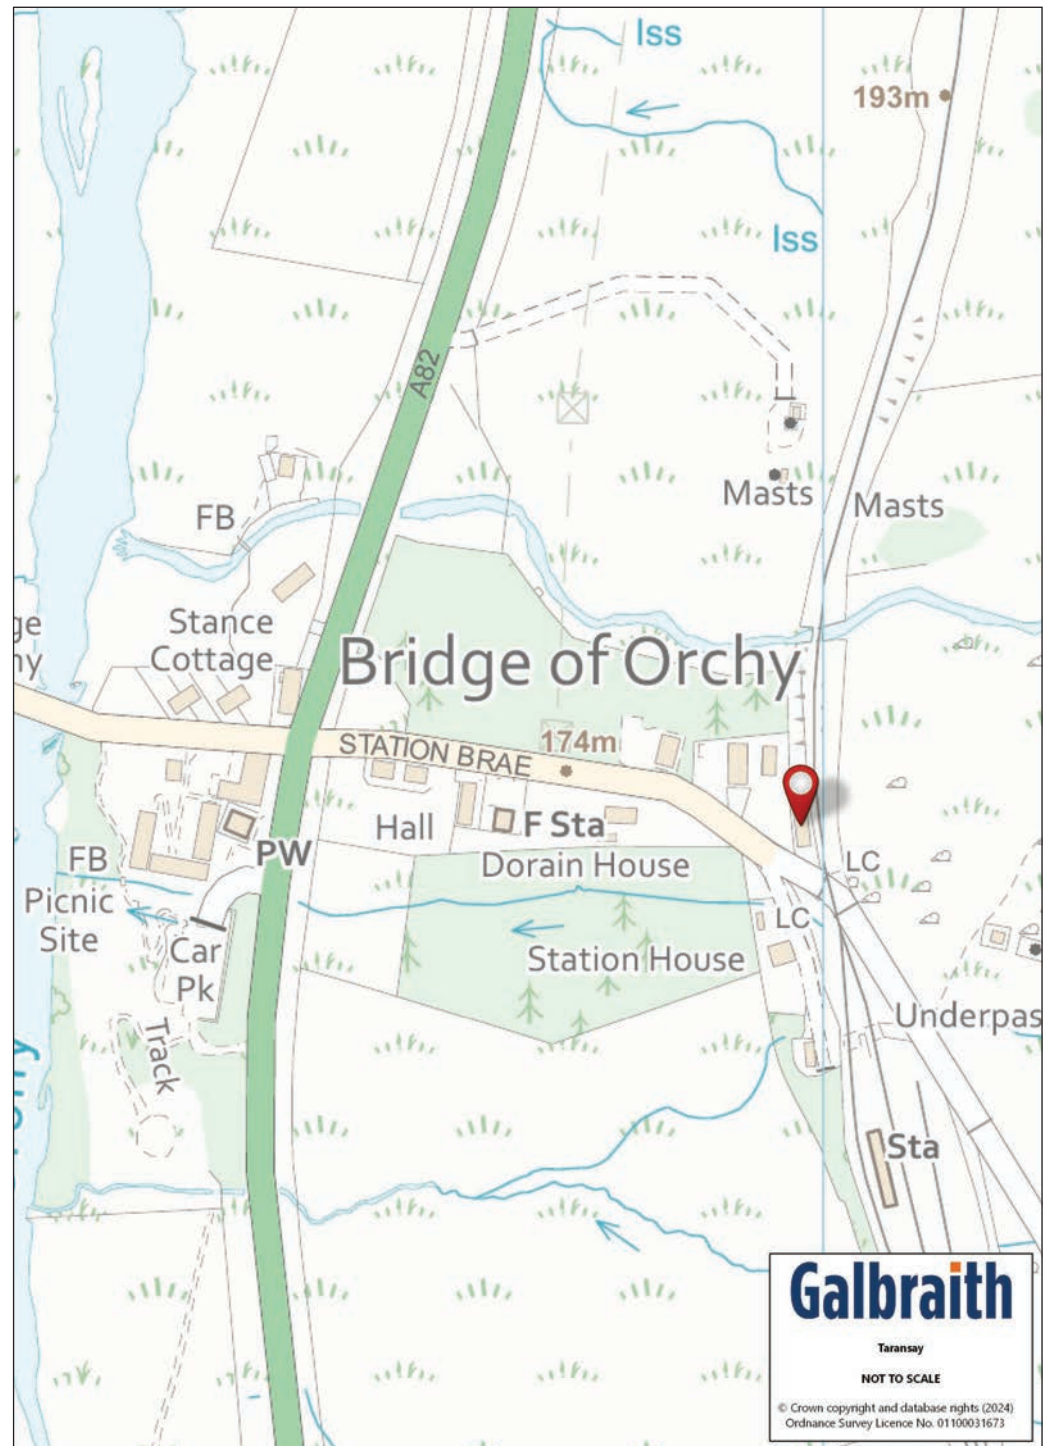 Iss
193m
Iss
A82
Masts
Masts
FB
ge
hy
Stance
Cottage
Bridge of Orchy
STATION BRAE
174m
Hall
F Sta
PW
Dorain House
LC
FB
Picnic
Site
LC
Car
Pk
Station House
Underpas
Track
Sta
Galbraith
Taransay
NOT TO SCALE
© Crown copyright and database rights (2024)
Ordnance Survey Licence No. 01100031673